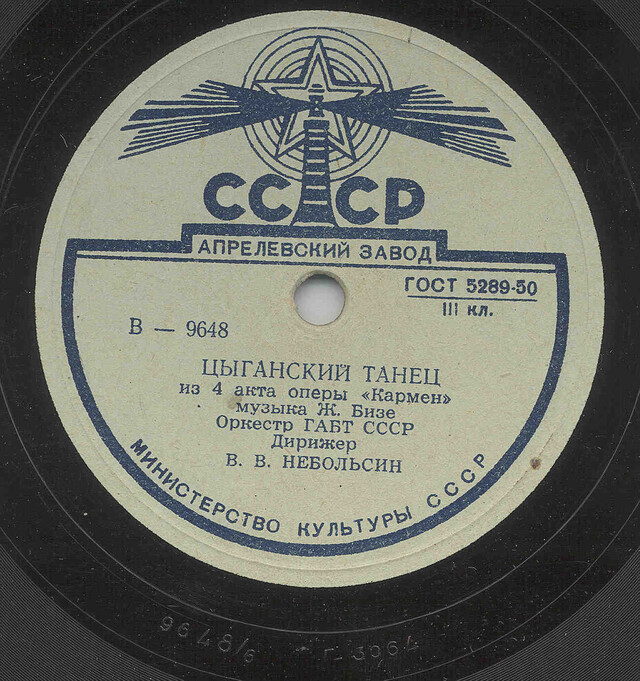 СССР
АПРЕЛЕВСКИЙ ЗАВОД
ГОСТ 5289-50
III кл.
В — 9648
ЦЫГАНСКИЙ ТАНЕЦ
из 4 акта оперы «Кармен»
музыка Ж. Бизе
Оркестр ГАБТ СССР
Дирижер
В. В. НЕБОЛЬСИН
МИНИСТЕРСТВО КУЛЬТУРЫ СССР
9648/6 Г-3064